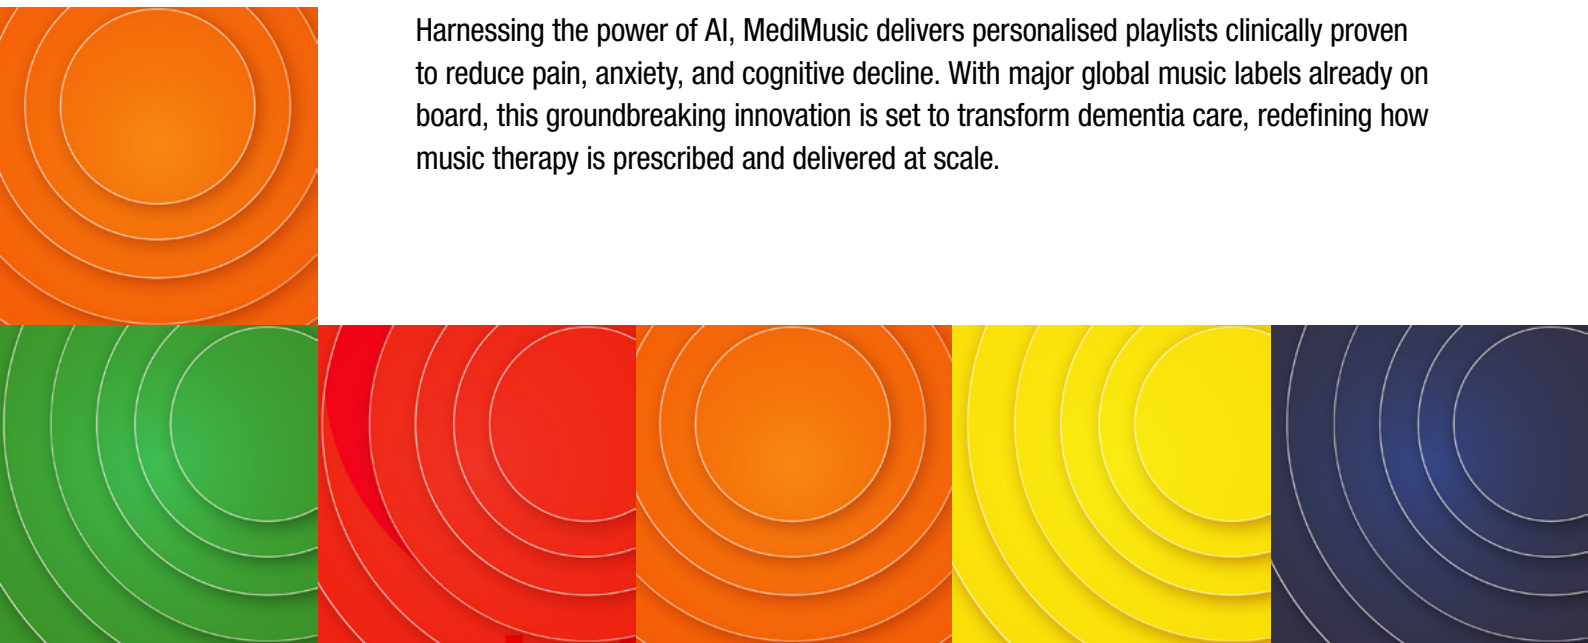 Harnessing the power of AI, MediMusic delivers personalised playlists clinically proven
to reduce pain, anxiety, and cognitive decline. With major global music labels already on
board, this groundbreaking innovation is set to transform dementia care, redefining how
music therapy is prescribed and delivered at scale.